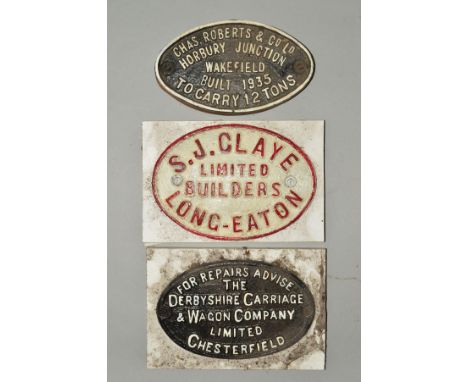 CHAS. ROBERTS & CO LD
HORBURY JUNCTION
WAKEFIELD
BUILT 1935
TO CARRY 12 TONS
S.J. CLAYE
LIMITED
BUILDERS
LONG-EATON
FOR REPAIRS ADVISE
THE
DERBYSHIRE CARRIAGE
& WAGON COMPANY
LIMITED
CHESTERFIELD